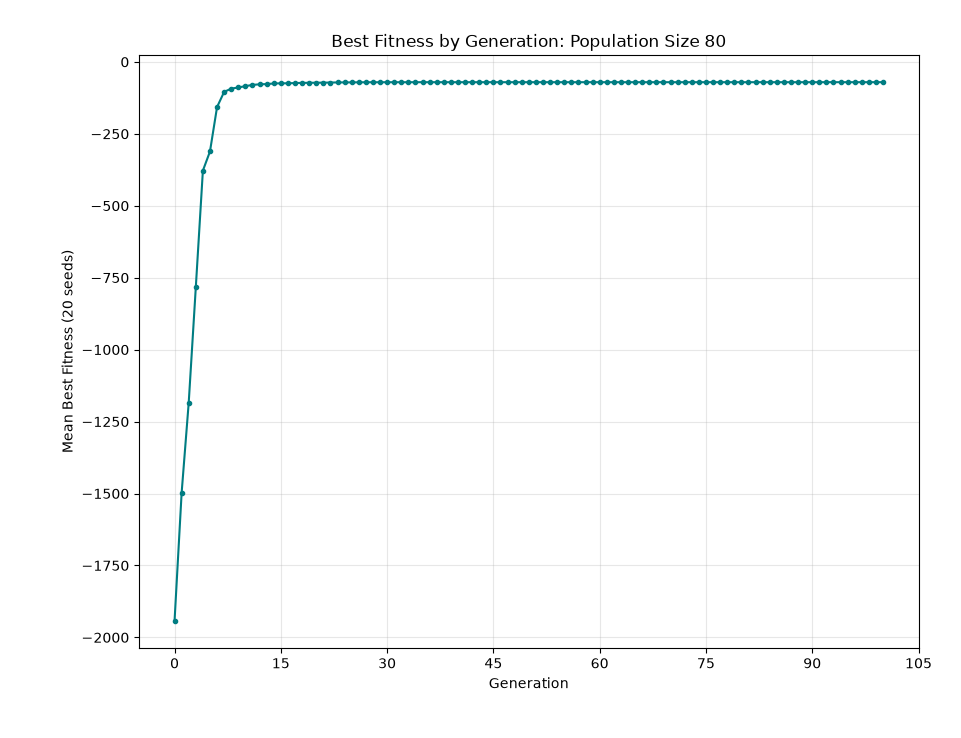 Best Fitness by Generation: Population Size 80
Mean Best Fitness (20 seeds)
0
−250
−500
−750
−1000
−1250
−1500
−1750
−2000
0 15 30 45 60 75 90 105
Generation